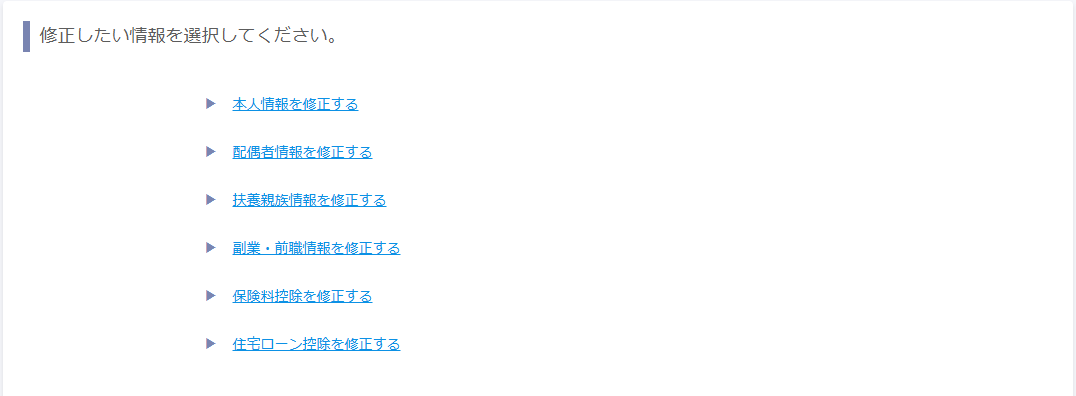 修正したい情報を選択してください。
本人情報を修正する
配偶者情報を修正する
扶養親族情報を修正する
副業・前職情報を修正する
保険料控除を修正する
住宅ローン控除を修正する